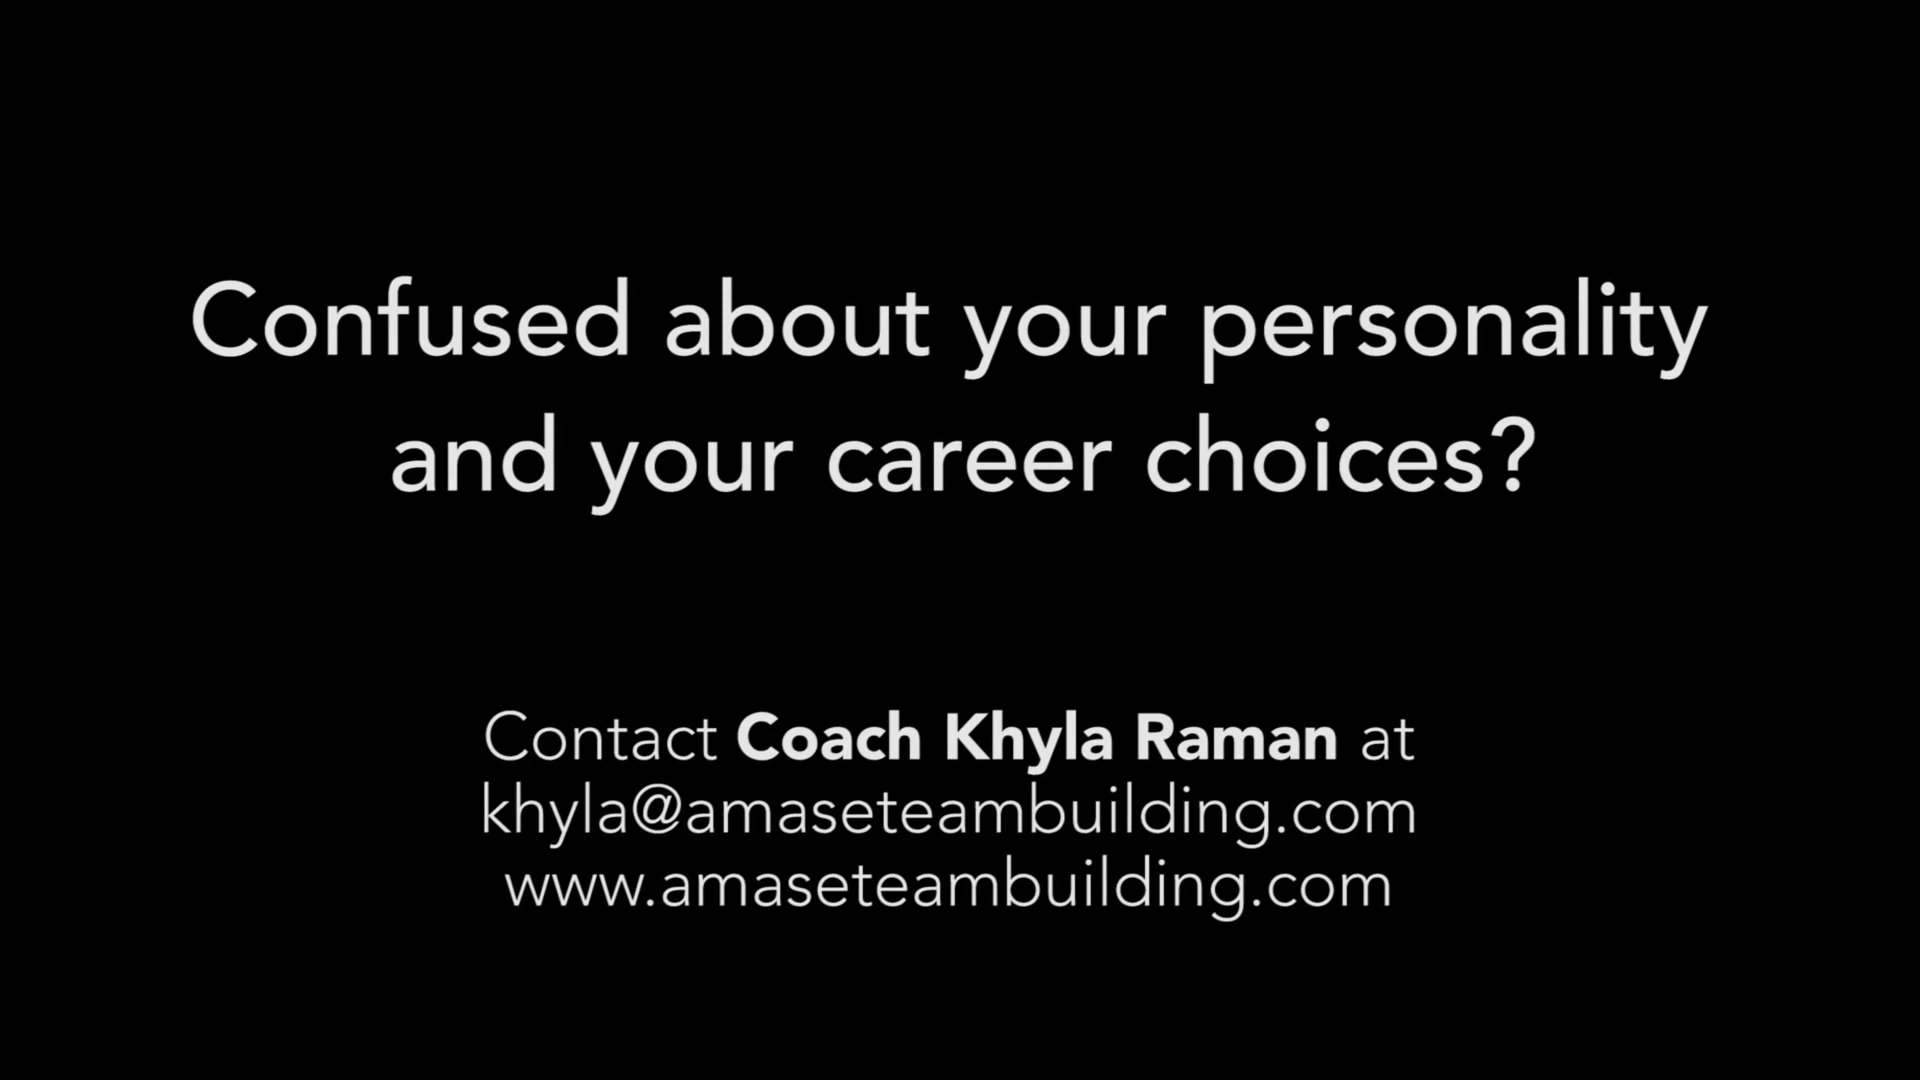 Confused about your personality
and your career choices?
Contact Coach Khyla Raman at
khyla@amaseteambuilding.com
www.amaseteambuilding.com